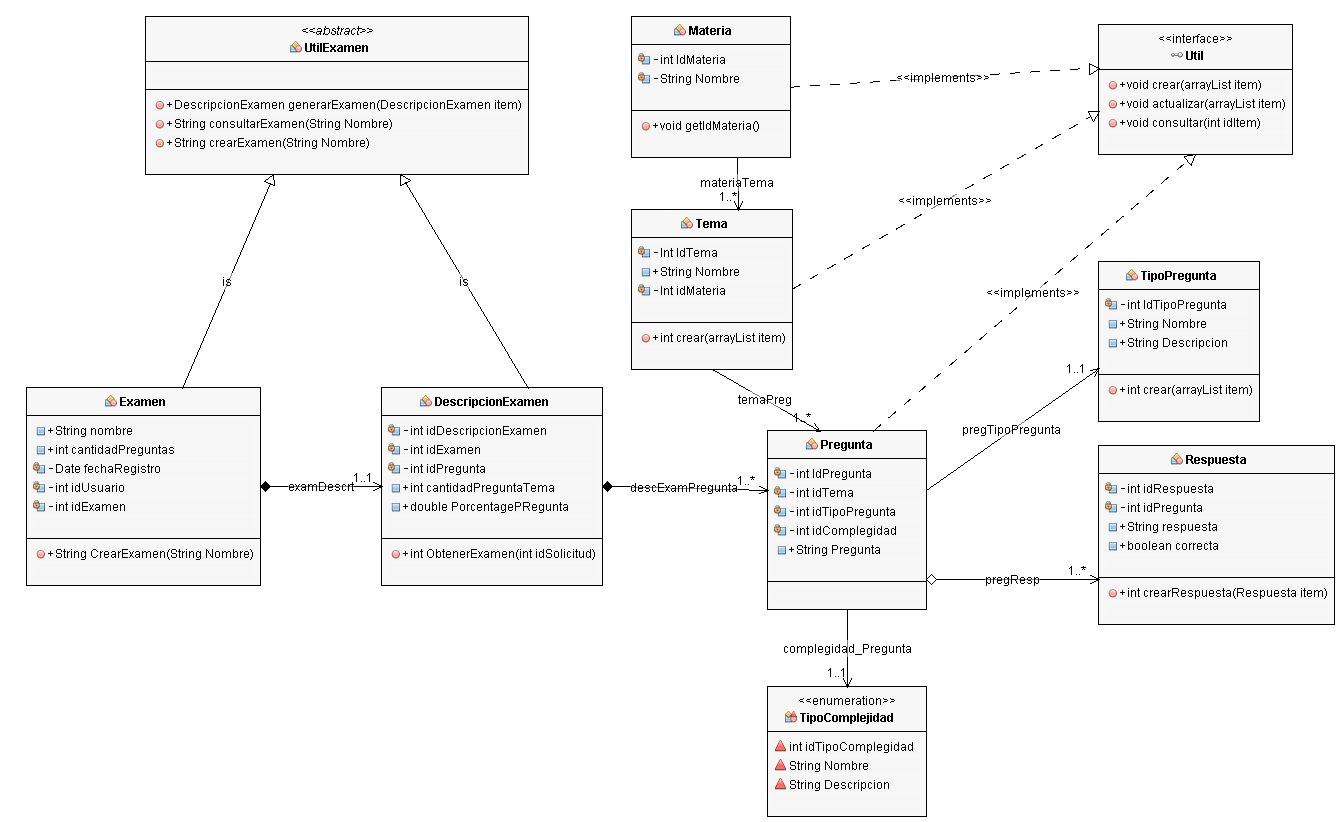 <<abstract>>
UtilExamen
+DescripcionExamen generarExamen(DescripcionExamen item)
+String consultarExamen(String Nombre)
+String crearExamen(String Nombre)
Materia
-int IdMateria
-String Nombre
+void getIdMateria()
<<interface>>
Util
+void crear(arrayList item)
+void actualizar(arrayList item)
+void consultar(int idItem)
<<implements>>
materiaTema
1..*
<<implements>>
Tema
-Int IdTema
+String Nombre
-Int idMateria
+int crear(arrayList item)
is
is
<<implements>>
TipoPregunta
-int IdTipoPregunta
+String Nombre
+String Descripcion
+int crear(arrayList item)
1..1
temaPreg
1..*
pregTipoPregunta
Examen
+String nombre
+int cantidadPreguntas
-Date fechaRegistro
-int idUsuario
-int idExamen
+String CrearExamen(String Nombre)
examDescrt
1..1
DescripcionExamen
-int idDescripcionExamen
-int idExamen
-int idPregunta
+int cantidadPreguntaTema
+double PorcentagePRegunta
+int ObtenerExamen(int idSolicitud)
descExamPregunta
1..*
Pregunta
-int IdPregunta
-int idTema
-int idTipoPregunta
-int idComplegidad
+String Pregunta
Respuesta
-int idRespuesta
-int idPregunta
+String respuesta
+boolean correcta
+int crearRespuesta(Respuesta item)
pregResp
1..*
complegidad_Pregunta
1..1
<<enumeration>>
TipoComplejidad
int idTipoComplegidad
String Nombre
String Descripcion